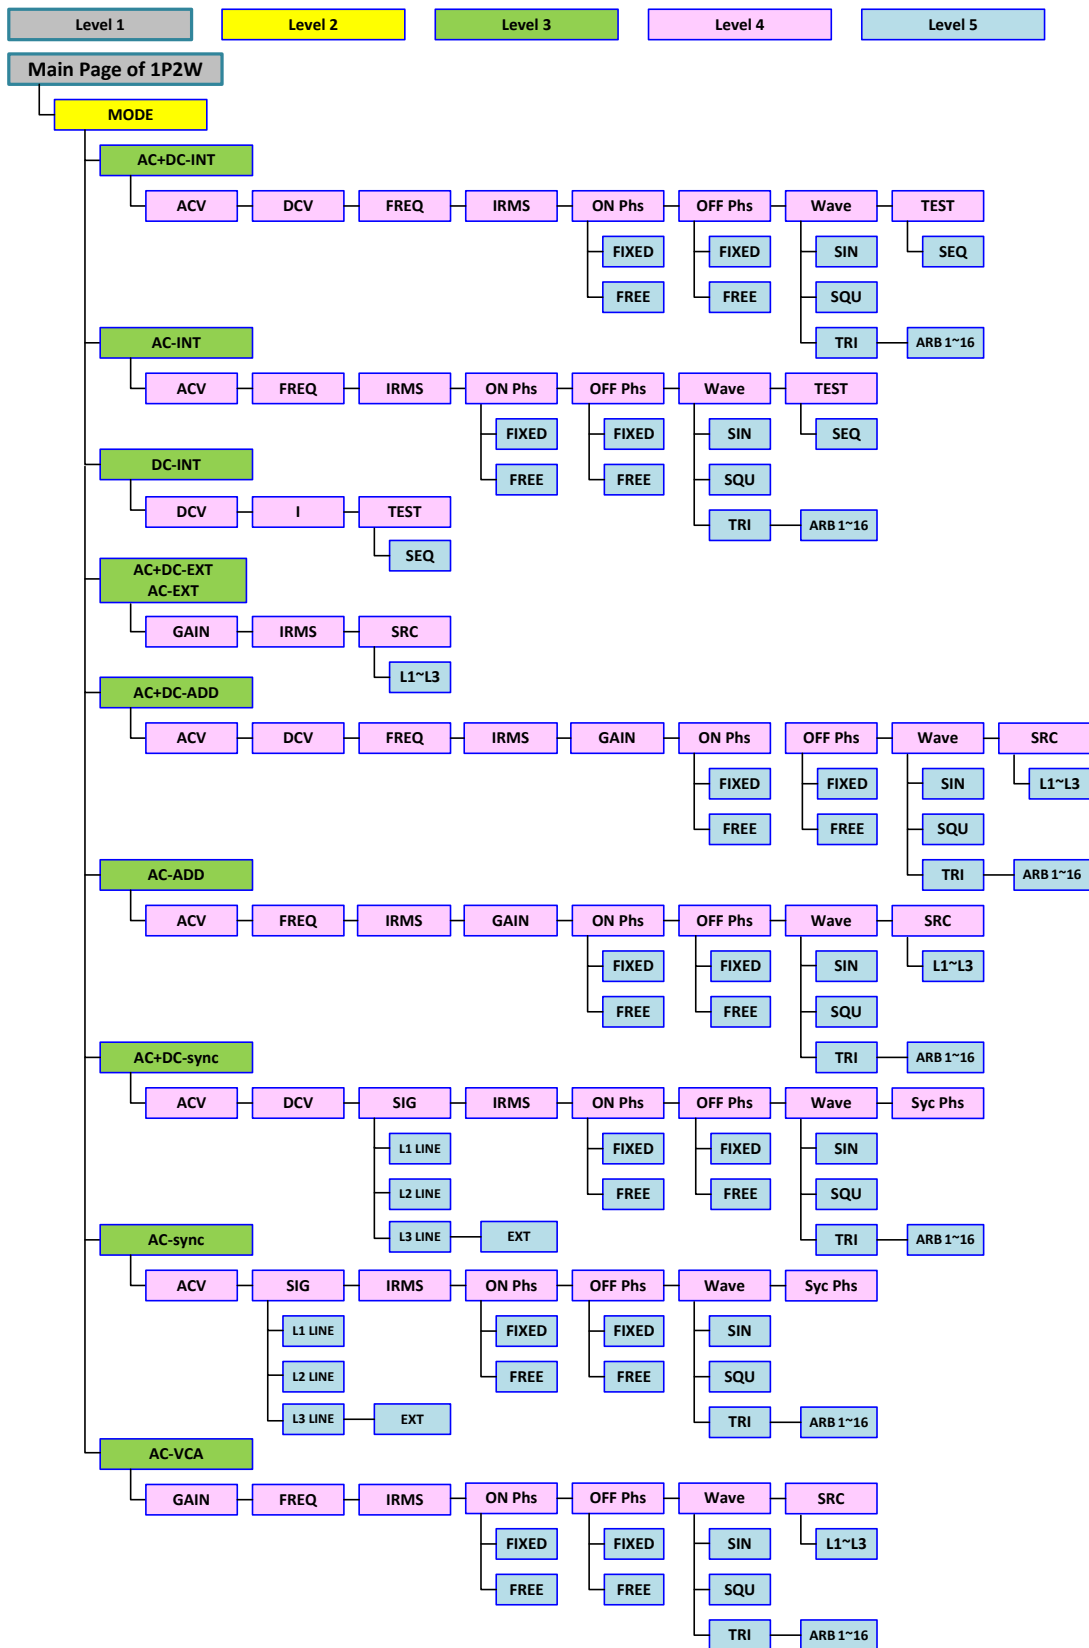 Level 1 Level 2 Level 3 Level 4 Level 5
Main Page of 1P2W
MODE
AC+DC-INT
ACV DCV FREQ IRMS ON Phs OFF Phs Wave TEST
FIXED FIXED SIN SEQ
FREE FREE SQU
TRI ARB 1~16
AC-INT
ACV FREQ IRMS ON Phs OFF Phs Wave TEST
FIXED FIXED SIN SEQ
FREE FREE SQU
TRI ARB 1~16
DC-INT
DCV I TEST
SEQ
AC+DC-EXT
AC-EXT
GAIN IRMS SRC
L1~L3
AC+DC-ADD
ACV DCV FREQ IRMS GAIN ON Phs OFF Phs Wave SRC
FIXED FIXED SIN L1~L3
FREE FREE SQU
TRI ARB 1~16
AC-ADD
ACV FREQ IRMS GAIN ON Phs OFF Phs Wave SRC
FIXED FIXED SIN L1~L3
FREE FREE SQU
TRI ARB 1~16
AC+DC-sync
ACV DCV SIG IRMS ON Phs OFF Phs Wave Syc Phs
L1 LINE FIXED FIXED SIN
L2 LINE FREE FREE SQU
L3 LINE EXT TRI ARB 1~16
AC-sync
ACV SIG IRMS ON Phs OFF Phs Wave Syc Phs
L1 LINE FIXED FIXED SIN
L2 LINE FREE FREE SQU
L3 LINE EXT TRI ARB 1~16
AC-VCA
GAIN FREQ IRMS ON Phs OFF Phs Wave SRC
FIXED FIXED SIN L1~L3
FREE FREE SQU
TRI ARB 1~16